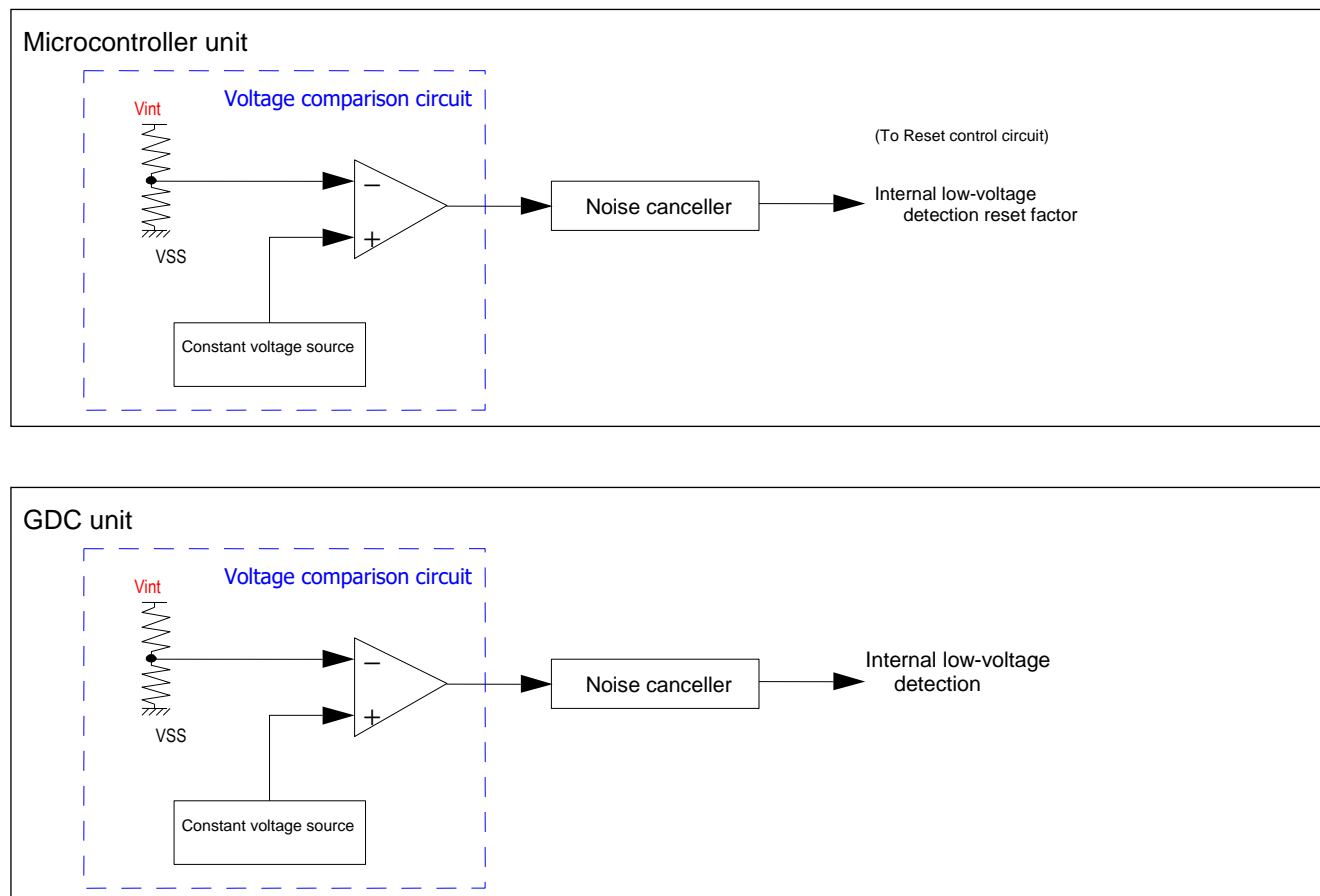 Microcontroller unit
Voltage comparison circuit
Vint
(To Reset control circuit)
−
Noise canceller
Internal low-voltage
detection reset factor
+
VSS
Constant voltage source
GDC unit
Voltage comparison circuit
Vint
−
Noise canceller
Internal low-voltage
detection
+
VSS
Constant voltage source